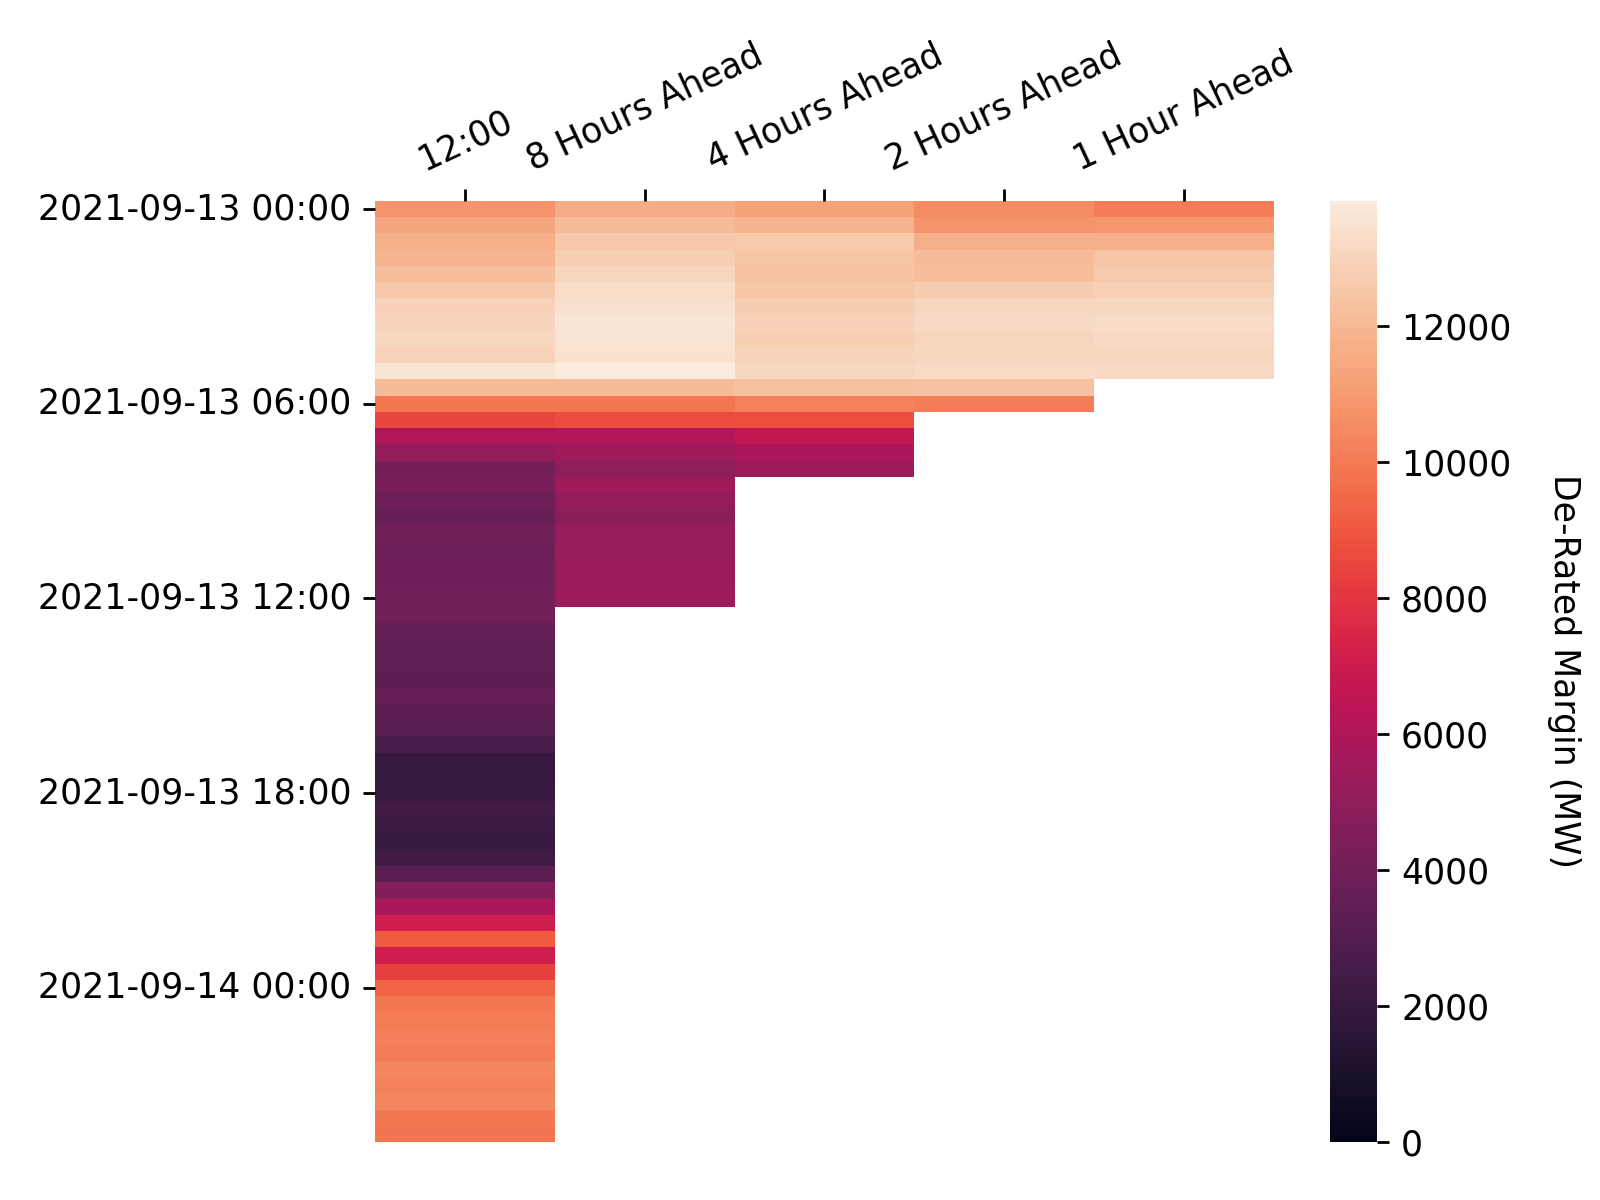 12:00
8 Hours Ahead
4 Hours Ahead
2 Hours Ahead
1 Hour Ahead
2021-09-13 00:00
2021-09-13 06:00
2021-09-13 12:00
2021-09-13 18:00
2021-09-14 00:00
12000
10000
8000
6000
4000
2000
0
De-Rated Margin (MW)